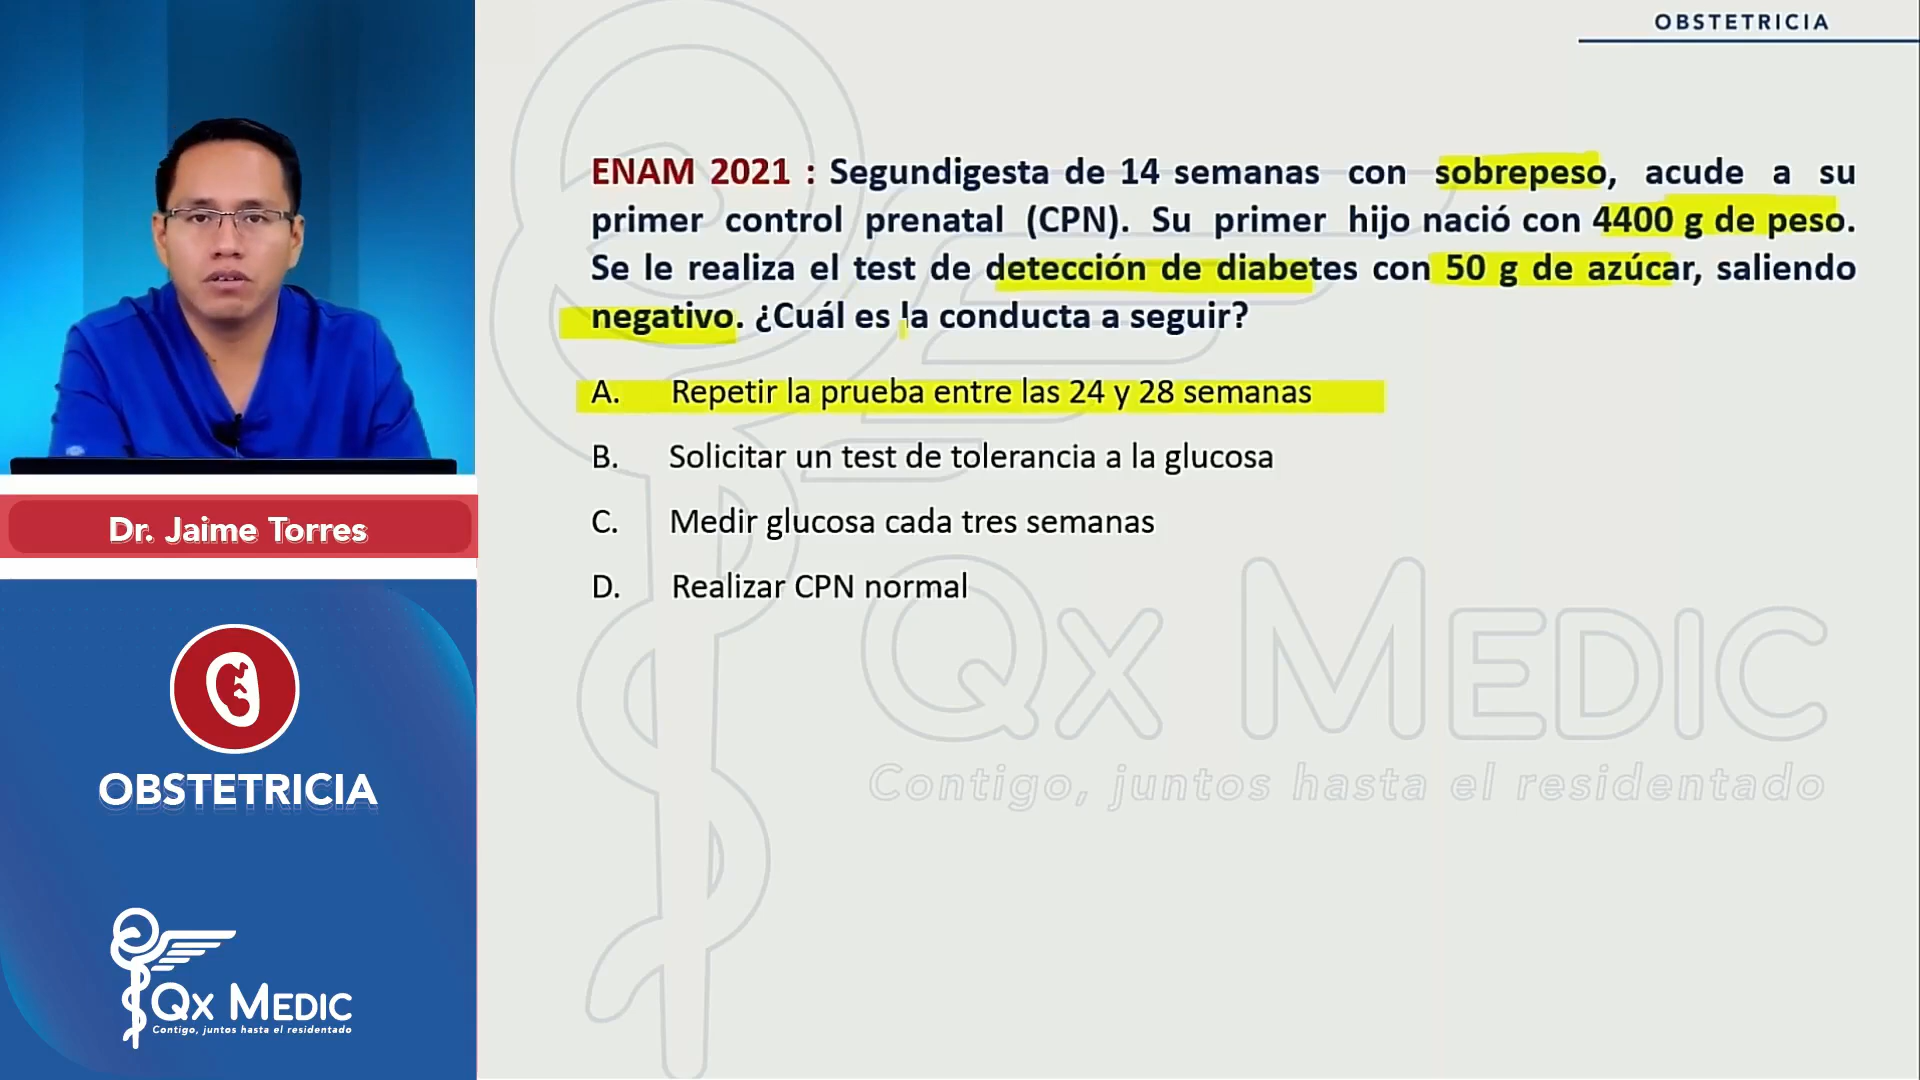 OBSTETRICIA
ENAM 2021 : Segundigesta de 14 semanas con sobrepeso, acude a su
primer control prenatal (CPN). Su primer hijo nació con 4400 g de peso.
Se le realiza el test de detección de diabetes con 50 g de azúcar, saliendo
negativo. ¿Cuál es la conducta a seguir?
A. Repetir la prueba entre las 24 y 28 semanas
B. Solicitar un test de tolerancia a la glucosa
C. Medir glucosa cada tres semanas
D. Realizar CPN normal
Dr. Jaime Torres
OBSTETRICIA
QX MEDIC
Contigo, juntos hasta el residentado
QX MEDIC
Contigo, juntos hasta el residentado